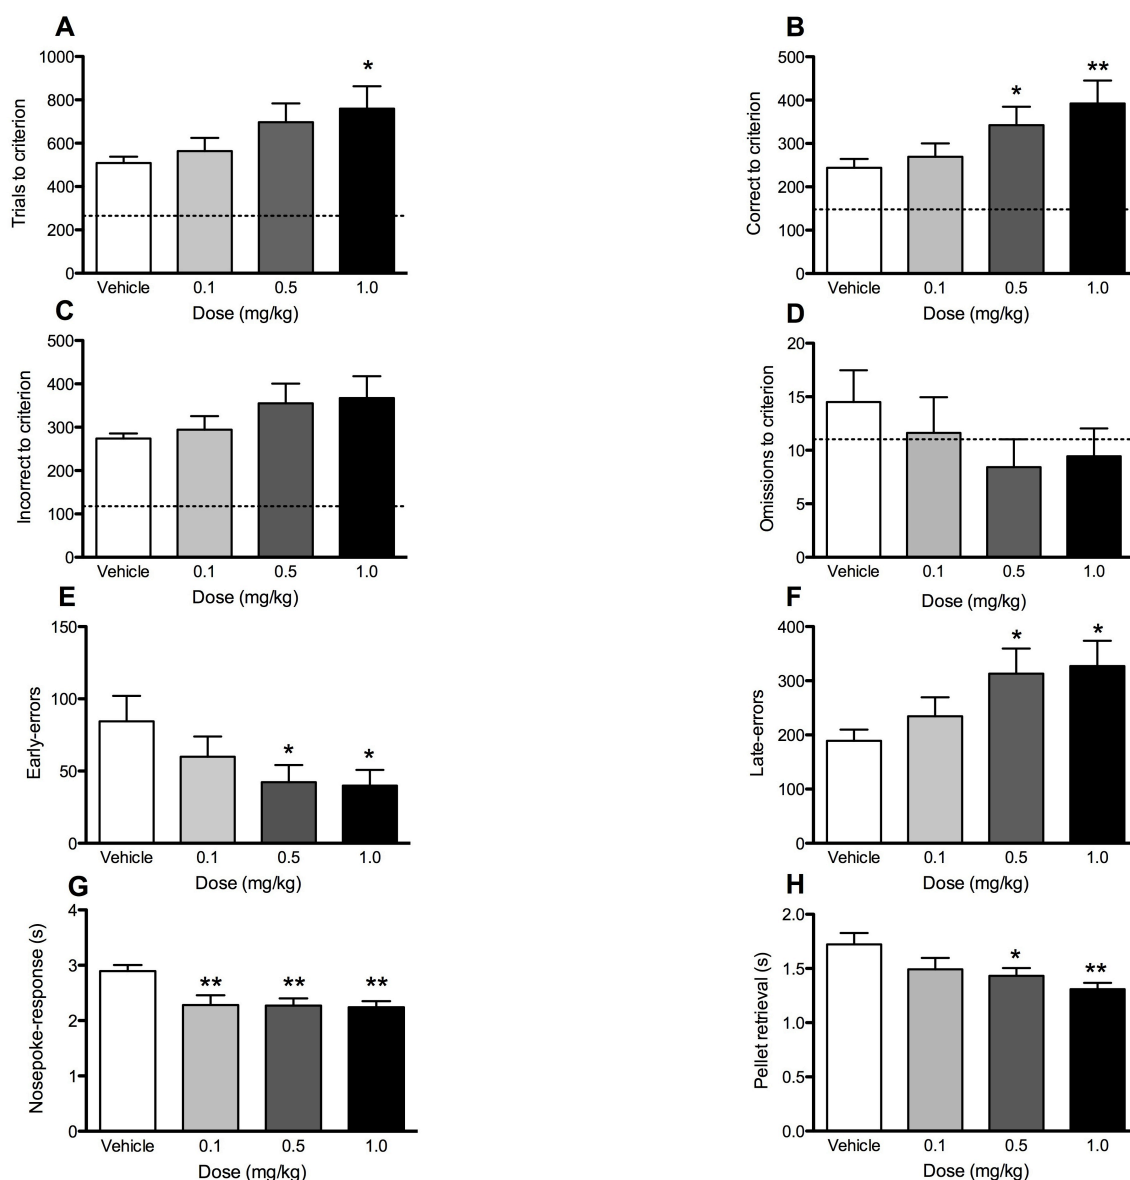 A
Trials to criterion
1000
800
600
400
200
0
*
Vehicle 0.1 0.5 1.0
Dose (mg/kg)
B
Correct to criterion
500
400
300
200
100
0
* **
Vehicle 0.1 0.5 1.0
Dose (mg/kg)
C
Incorrect to criterion
500
400
300
200
100
0
Vehicle 0.1 0.5 1.0
Dose (mg/kg)
D
Omissions to criterion
20
15
10
5
0
Vehicle 0.1 0.5 1.0
Dose (mg/kg)
E
Early-errors
150
100
50
0
* *
Vehicle 0.1 0.5 1.0
Dose (mg/kg)
F
Late-errors
400
300
200
100
0
* *
Vehicle 0.1 0.5 1.0
Dose (mg/kg)
G
Nosepoke-response (s)
4
3
2
1
0
** ** **
Vehicle 0.1 0.5 1.0
Dose (mg/kg)
H
Pellet retrieval (s)
2.0
1.5
1.0
0.5
0.0
* **
Vehicle 0.1 0.5 1.0
Dose (mg/kg)